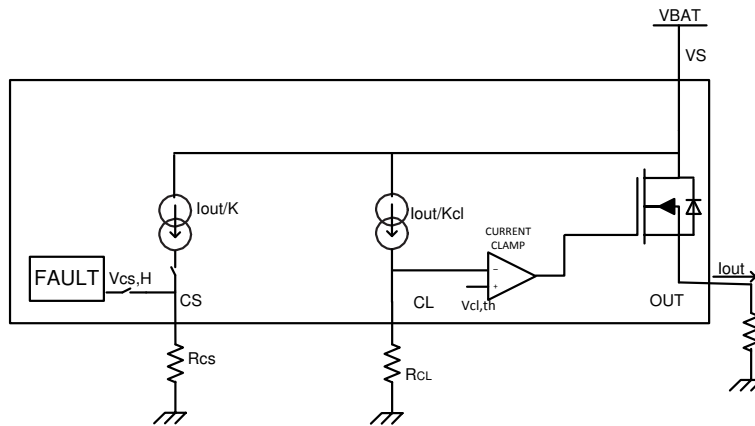 VBAT
VS
Iout/K
Iout/Kcl
CURRENT
CLAMP
FAULT
Vcs,H
−
+
Vcl,th
Iout
CS
CL
OUT
Rcs
RCL